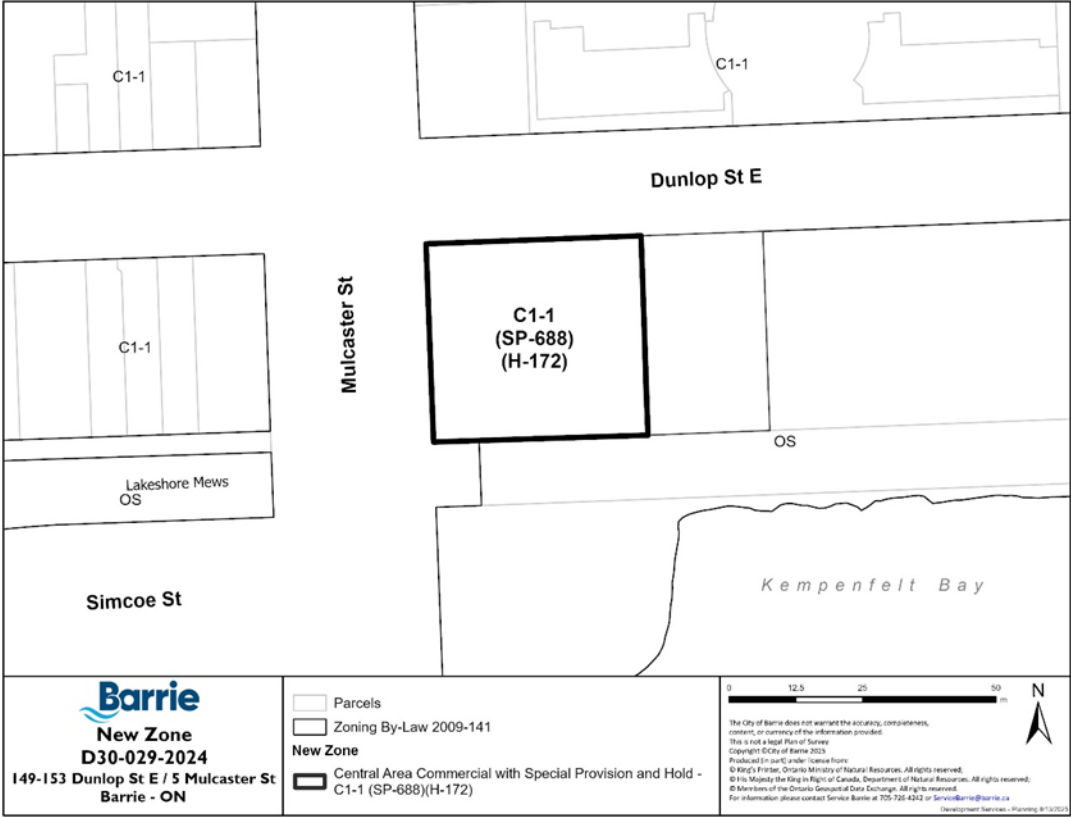 C1-1
C1-1
Dunlop St E
Mulcaster St
C1-1
(SP-688)
(H-172)
C1-1
OS
Lakeshore Mews
OS
Simcoe St
Kempenfelt Bay
Barrie
New Zone
D30-029-2024
149-153 Dunlop St E / 5 Mulcaster St
Barrie - ON
Parcels
Zoning By-Law 2009-141
New Zone
Central Area Commercial with Special Provision and Hold -
C1-1 (SP-688)(H-172)
0 12.5 25 50
m
N
The City of Barrie does not warrant the accuracy, completeness,
content, or currency of the information provided.
This is not a legal Plan of Survey
Copyright ©City of Barrie 2025
Produced (in part) under license from:
© King's Printer, Ontario Ministry of Natural Resources. All rights reserved;
© His Majesty the King in Right of Canada, Department of Natural Resources. All rights reserved;
© Members of the Ontario Geospatial Data Exchange. All rights reserved.
For information please contact Service Barrie at 705-726-4242 or ServiceBarrie@barrie.ca
Development Services - Planning 8/13/2025